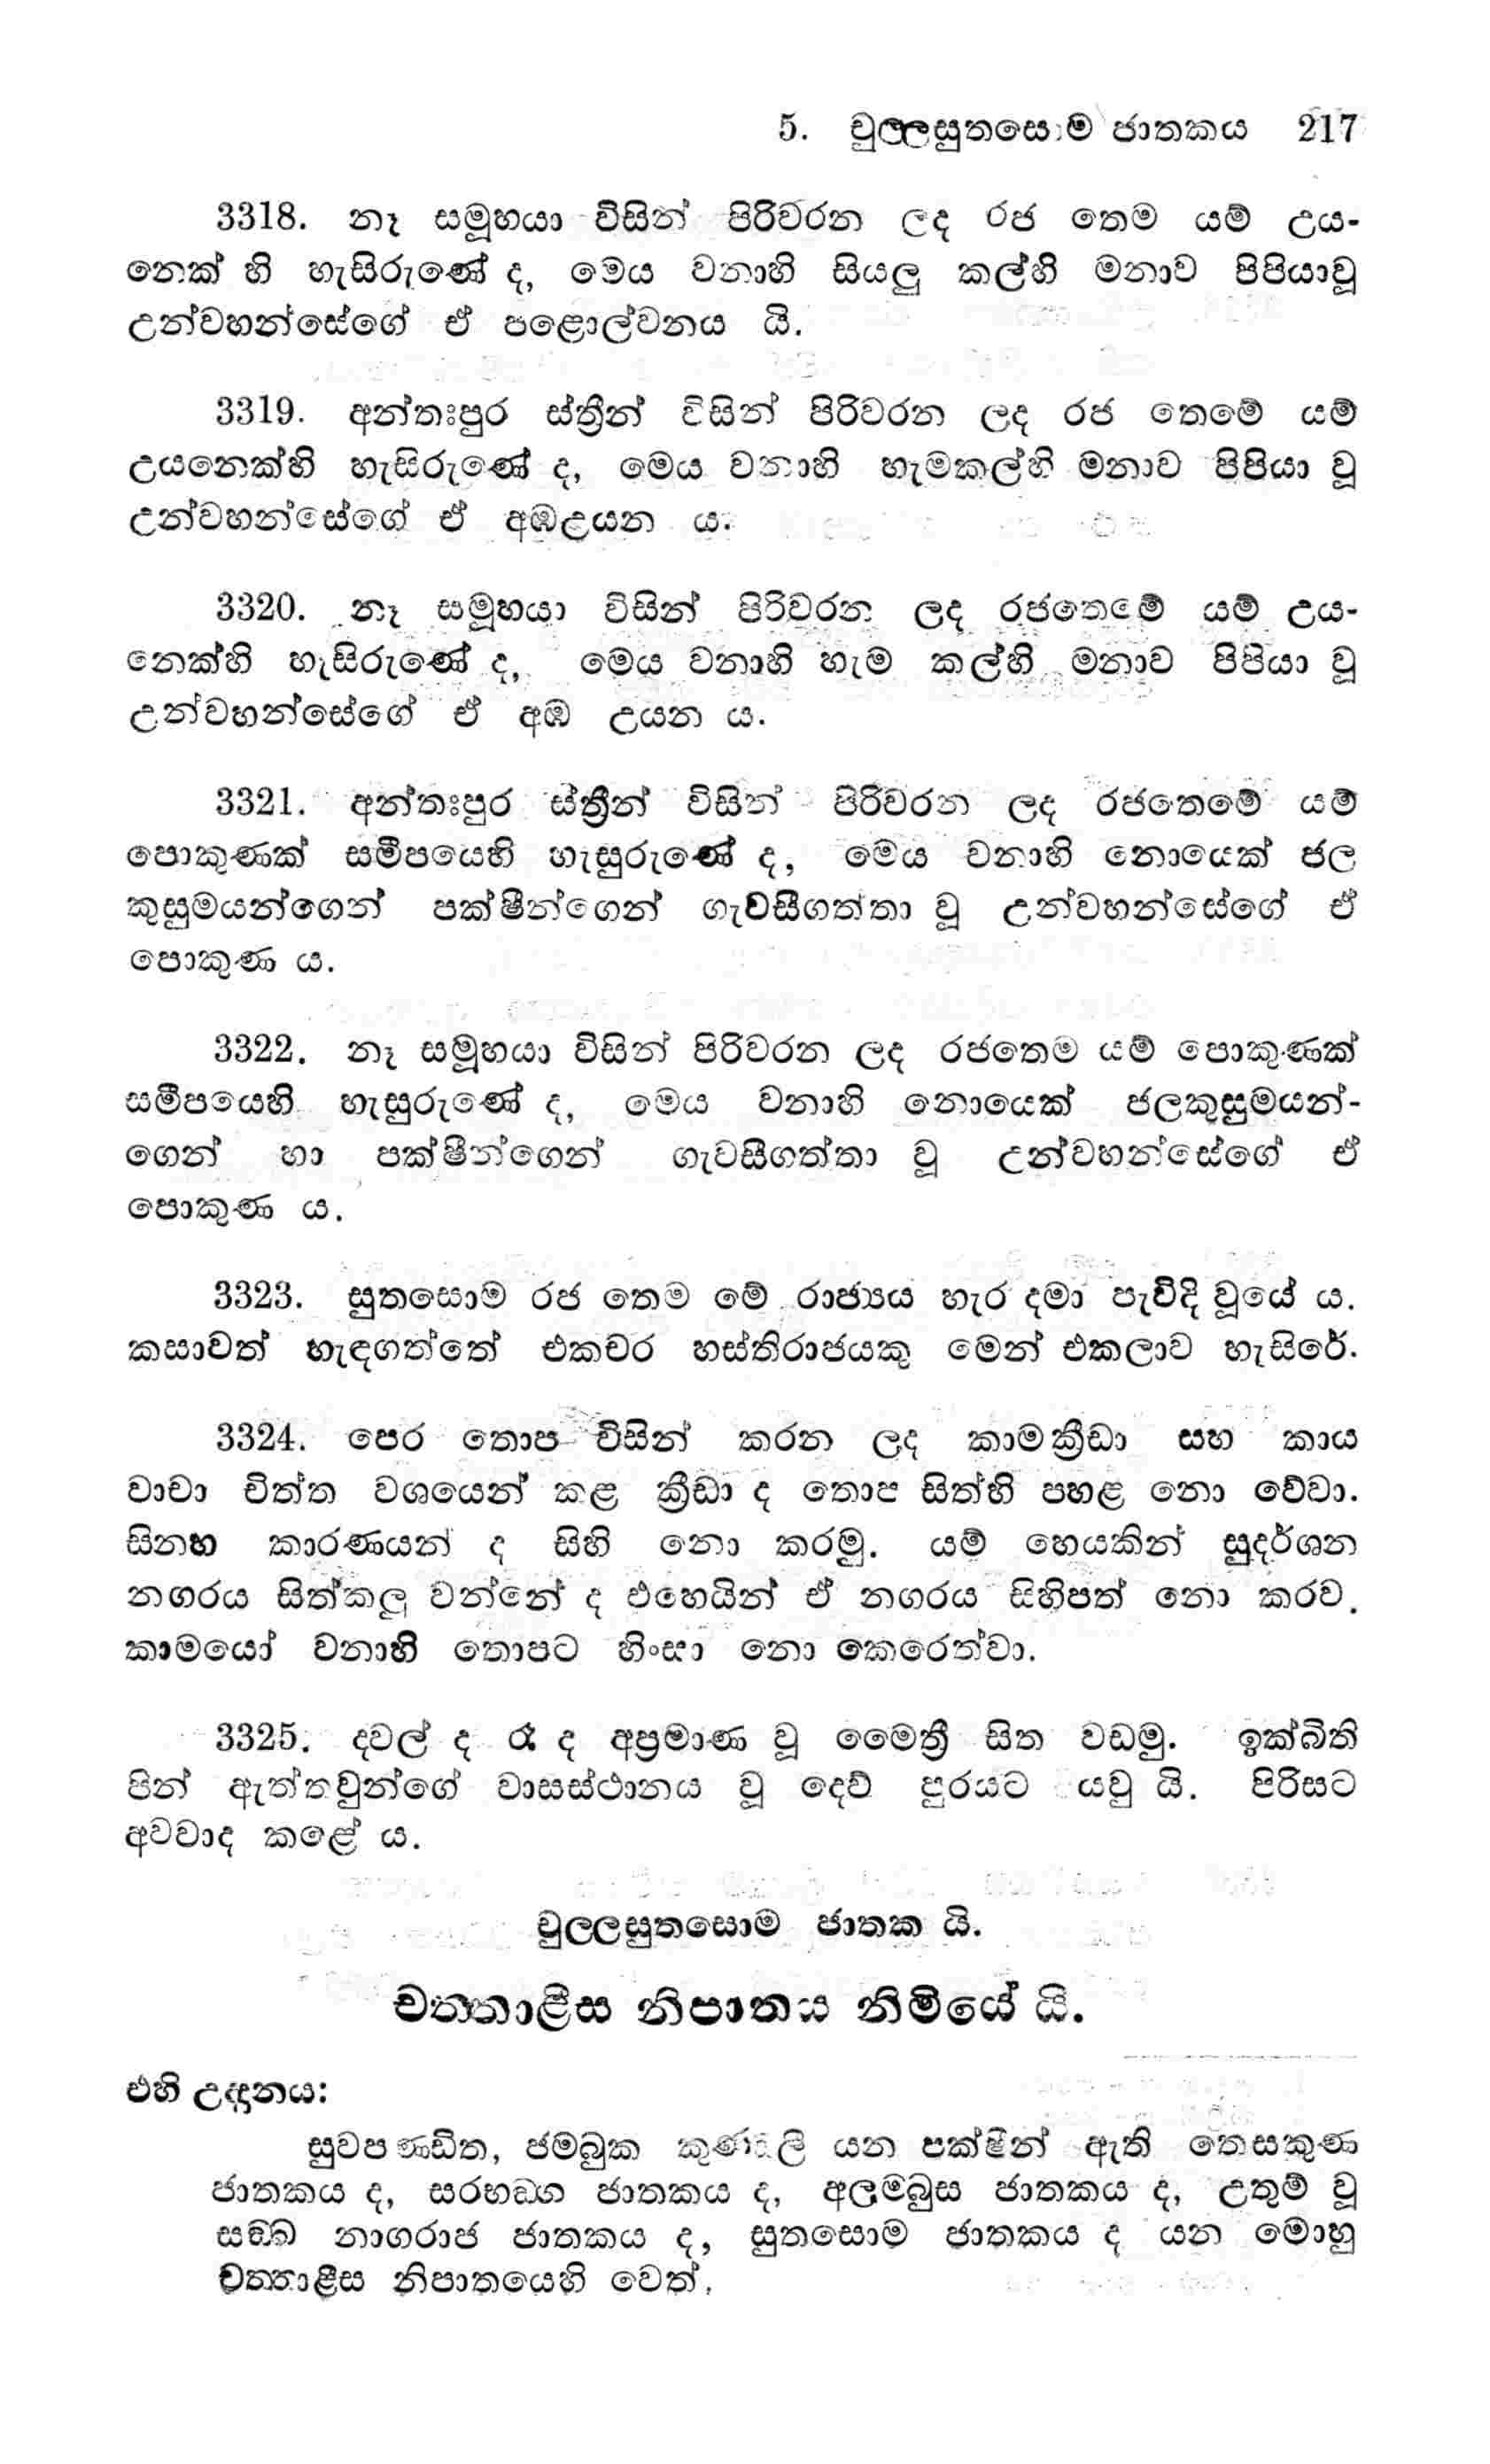 5. චුල්ලසුතසොම ජාතකය 217
3318. නෑ සමූහයා විසින් පිරිවරන ලද රජ තෙම යම් උය-
නෙක් හි හැසිරුණේ ද, මෙය වනාහි සියලු කල්හි මනාව පිපියාවූ
උන්වහන්සේගේ ඒ පළොල්වනය යි.
3319. අන්තඃපුර ස්ත්‍රීන් විසින් පිරිවරන ලද රජ තෙමේ යම්
උයනෙක්හි හැසිරුණේ ද, මෙය වනාහි හැමකල්හි මනාව පිපියා වූ
උන්වහන්සේගේ ඒ අඹඋයන ය.
3320. නෑ සමූහයා විසින් පිරිවරන ලද රජතෙමේ යම් උය-
නෙක්හි හැසිරුණේ ද, මෙය වනාහි හැම කල්හි මනාව පිපියා වූ
උන්වහන්සේගේ ඒ අඹ උයන ය.
3321. අන්තඃපුර ස්ත්‍රීන් විසින් පිරිවරන ලද රජතෙමේ යම්
පොකුණක් සමීපයෙහි හැසුරුණේ ද, මෙය වනාහි නොයෙක් ජල
කුසුමයන්ගෙන් පක්ෂීන්ගෙන් ගැවසීගත්තා වූ උන්වහන්සේගේ ඒ
පොකුණ ය.
3322. නෑ සමූහයා විසින් පිරිවරන ලද රජතෙම යම් පොකුණක්
සමීපයෙහි හැසුරුණේ ද, මෙය වනාහි නොයෙක් ජලකුසුමයන්-
ගෙන් හා පක්ෂීන්ගෙන් ගැවසීගත්තා වූ උන්වහන්සේගේ ඒ
පොකුණ ය.
3323. සුතසොම රජ තෙම මේ රාජ්‍යය හැර දමා පැවිදි වූයේ ය.
කසාවත් හැඳගත්තේ එකචර හස්තිරාජයකු මෙන් එකලාව හැසිරේ.
3324. පෙර තොප විසින් කරන ලද කාමක්‍රීඩා සහ කාය
වාචා චිත්ත වශයෙන් කළ ක්‍රීඩා ද තොප සිත්හි පහළ නො වේවා.
සිනහ කාරණයන් ද සිහි නො කරමු. යම් හෙයකින් සුදර්ශන
නගරය සිත්කලු වන්නේ ද එහෙයින් ඒ නගරය සිහිපත් නො කරව.
කාමයෝ වනාහි තොපට හිංසා නො කෙරෙත්වා.
3325. දවල් ද රෑ ද අප්‍රමාණ වූ මෛත්‍රී සිත වඩමු. ඉක්බිති
පින් ඇත්තවුන්ගේ වාසස්ථානය වූ දෙව් පුරයට යවු යි. පිරිසට
අවවාද කළේ ය.
චුල්ලසුතසොම ජාතක යි.
චත්තාළීස නිපාතය නිමියේ යි.
එහි උද්‍දානය:
සුවපණ්ඩිත, ජම්බුක කුණ්ඩලි යන පක්ෂීන් ඇති තෙසකුණ
ජාතකය ද, සරභඞ්ග ජාතකය ද, අලම්බුස ජාතකය ද, උතුම් වූ
සඞ්ඛ නාගරාජ ජාතකය ද, සුතසොම ජාතකය ද යන මොහු
චත්තාළීස නිපාතයෙහි වෙත්.